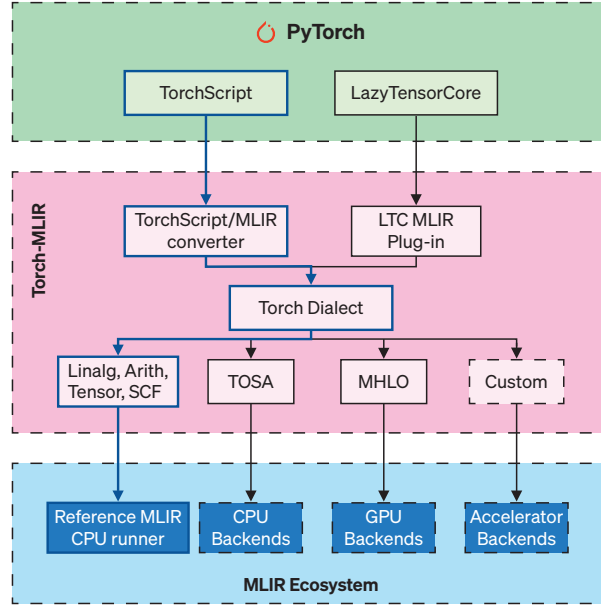 PyTorch
TorchScript
LazyTensorCore
Torch-MLIR
TorchScript/MLIR
converter
LTC MLIR
Plug-in
Torch Dialect
Linalg, Arith,
Tensor, SCF
TOSA
MHLO
Custom
Reference MLIR
CPU runner
CPU
Backends
GPU
Backends
Accelerator
Backends
MLIR Ecosystem